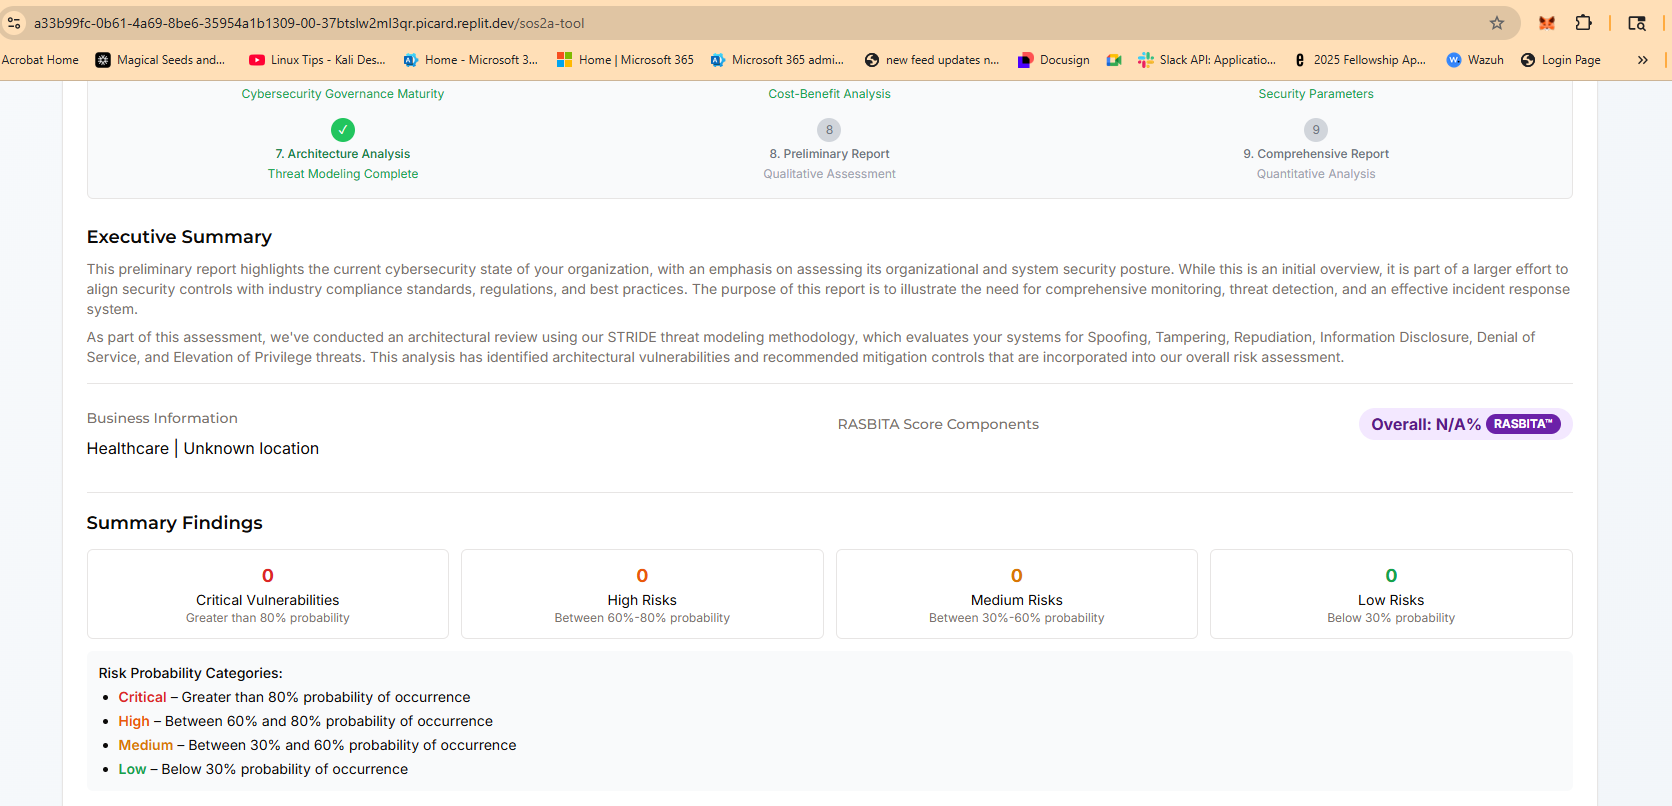 a33b99fc-0b61-4a69-8be6-35954a1b1309-00-37btslw2ml3qr.picard.replit.dev/sos2a-tool
Acrobat Home
Magical Seeds and...
Linux Tips - Kali Des...
Home - Microsoft 3...
Home | Microsoft 365
Microsoft 365 admi...
new feed updates n...
Docusign
Slack API: Applicatio...
2025 Fellowship Ap...
Wazuh
Login Page
»
Cybersecurity Governance Maturity
Cost-Benefit Analysis
Security Parameters
✓
8
9
7. Architecture Analysis
8. Preliminary Report
9. Comprehensive Report
Threat Modeling Complete
Qualitative Assessment
Quantitative Analysis
Executive Summary
This preliminary report highlights the current cybersecurity state of your organization, with an emphasis on assessing its organizational and system security posture. While this is an initial overview, it is part of a larger effort to
align security controls with industry compliance standards, regulations, and best practices. The purpose of this report is to illustrate the need for comprehensive monitoring, threat detection, and an effective incident response
system.
As part of this assessment, we've conducted an architectural review using our STRIDE threat modeling methodology, which evaluates your systems for Spoofing, Tampering, Repudiation, Information Disclosure, Denial of
Service, and Elevation of Privilege threats. This analysis has identified architectural vulnerabilities and recommended mitigation controls that are incorporated into our overall risk assessment.
Business Information
Healthcare | Unknown location
RASBITA Score Components
Overall: N/A% RASBITA™
Summary Findings
0
Critical Vulnerabilities
Greater than 80% probability
0
High Risks
Between 60%-80% probability
0
Medium Risks
Between 30%-60% probability
0
Low Risks
Below 30% probability
Risk Probability Categories:
• Critical – Greater than 80% probability of occurrence
• High – Between 60% and 80% probability of occurrence
• Medium – Between 30% and 60% probability of occurrence
• Low – Below 30% probability of occurrence